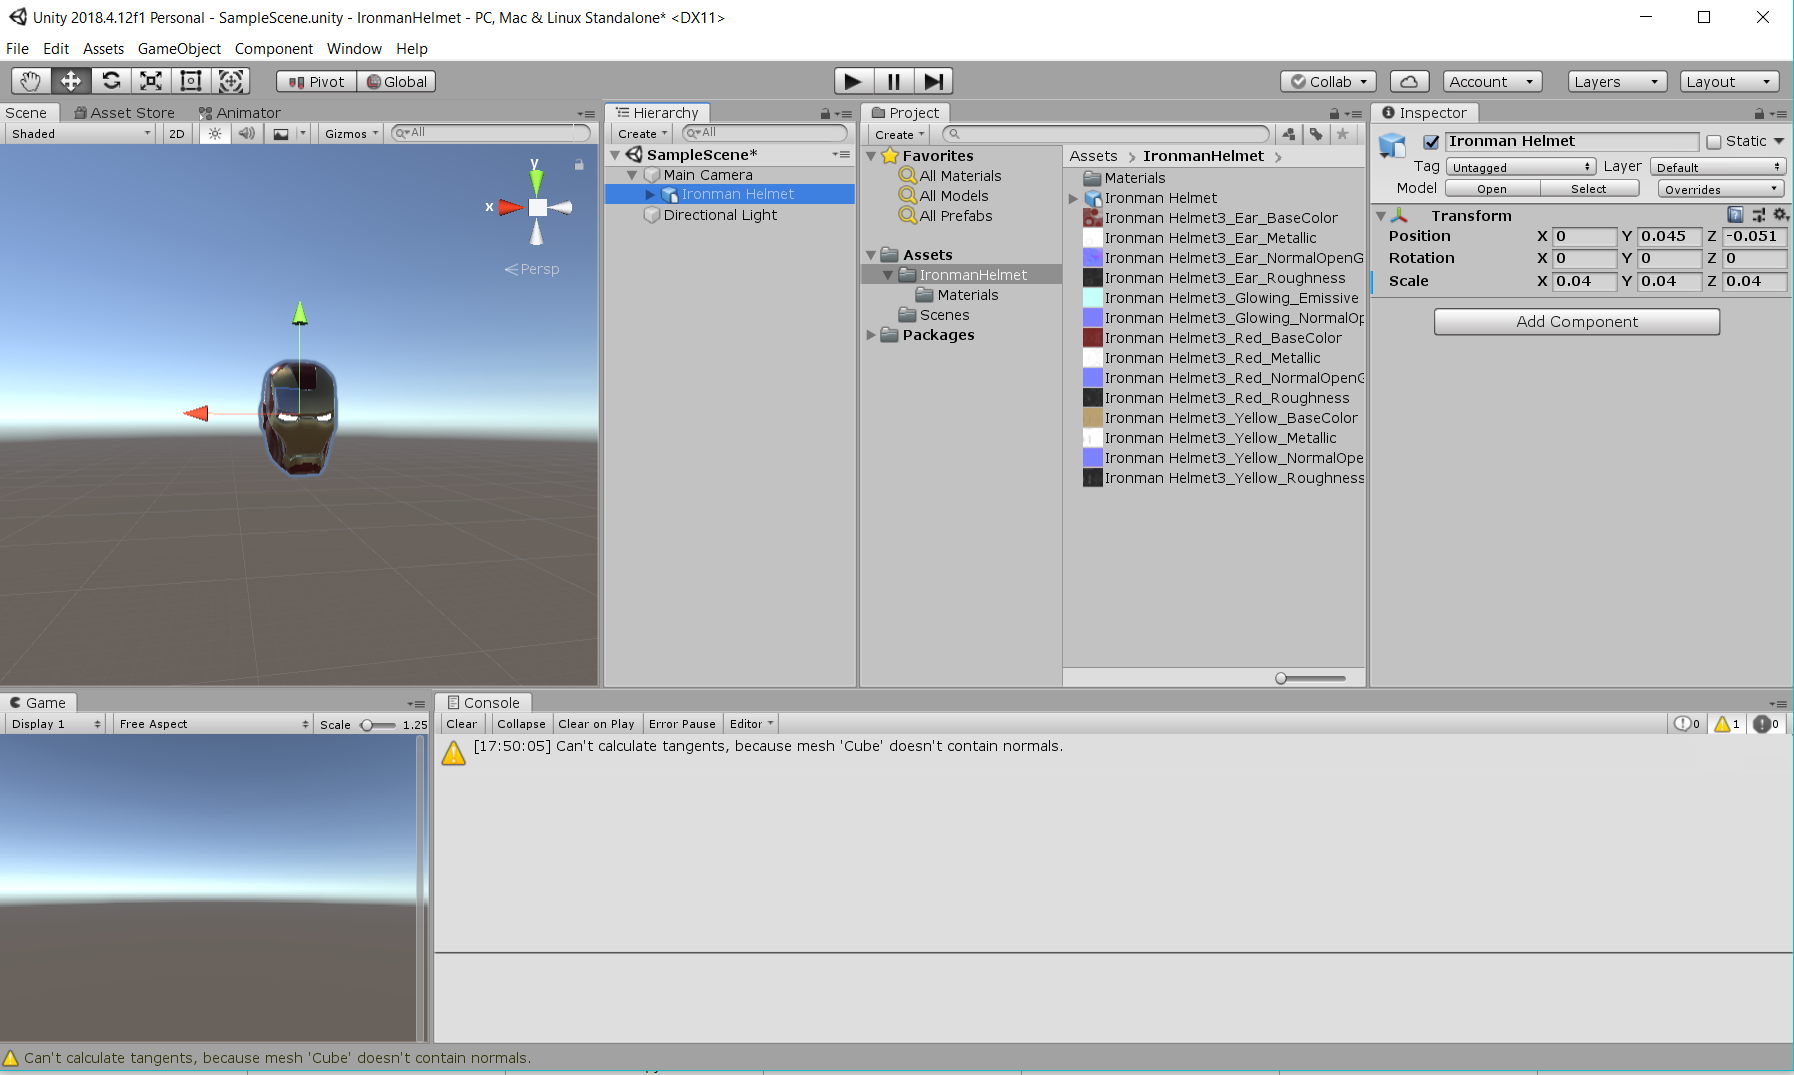 Unity 2018.4.12f1 Personal - SampleScene.unity - IronmanHelmet - PC, Mac & Linux Standalone* <DX11>
File Edit Assets GameObject Component Window Help
Pivot Global Collab Account Layers Layout
Scene Asset Store Animator
Shaded 2D Gizmos All
y
x
Persp
Hierarchy
Create All
SampleScene*
Main Camera
Ironman Helmet
Directional Light
Project
Create
Favorites
All Materials
All Models
All Prefabs
Assets
IronmanHelmet
Materials
Scenes
Packages
Assets IronmanHelmet
Materials
Ironman Helmet
Ironman Helmet3_Ear_BaseColor
Ironman Helmet3_Ear_Metallic
Ironman Helmet3_Ear_NormalOpenG
Ironman Helmet3_Ear_Roughness
Ironman Helmet3_Glowing_Emissive
Ironman Helmet3_Glowing_NormalOp
Ironman Helmet3_Red_BaseColor
Ironman Helmet3_Red_Metallic
Ironman Helmet3_Red_NormalOpenG
Ironman Helmet3_Red_Roughness
Ironman Helmet3_Yellow_BaseColor
Ironman Helmet3_Yellow_Metallic
Ironman Helmet3_Yellow_NormalOpe
Ironman Helmet3_Yellow_Roughness
Inspector
Ironman Helmet Static
Tag Untagged Layer Default
Model Open Select Overrides
Transform
Position X 0 Y 0.045 Z -0.051
Rotation X 0 Y 0 Z 0
Scale X 0.04 Y 0.04 Z 0.04
Add Component
Game
Display 1 Free Aspect Scale 1.25
Console
Clear Collapse Clear on Play Error Pause Editor 0 1 0
[17:50:05] Can't calculate tangents, because mesh 'Cube' doesn't contain normals.
Can't calculate tangents, because mesh 'Cube' doesn't contain normals.